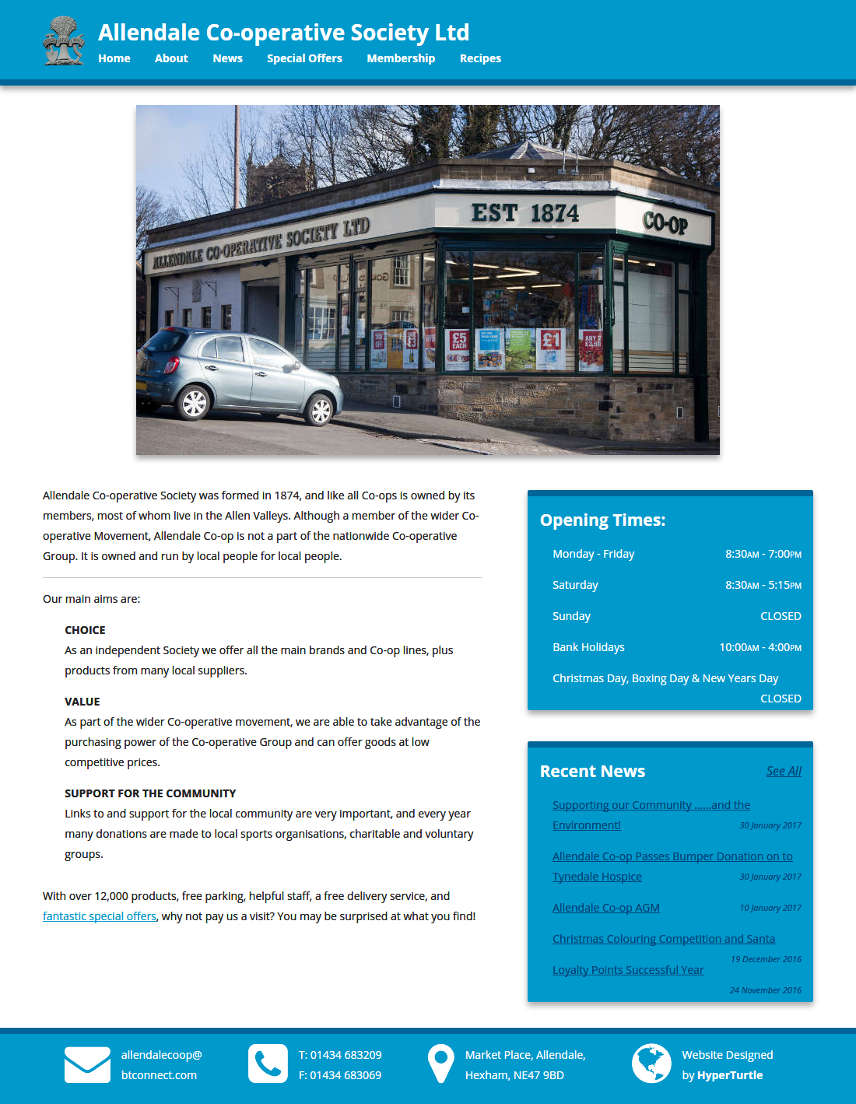 Allendale Co-operative Society Ltd
Home About News Special Offers Membership Recipes
ALLENDALE CO-OPERATIVE SOCIETY LTD
EST 1874
CO-OP
£5
EACH
£1
ANY 2
Allendale Co-operative Society was formed in 1874, and like all Co-ops is owned by its
members, most of whom live in the Allen Valleys. Although a member of the wider Co-
operative Movement, Allendale Co-op is not a part of the nationwide Co-operative
Group. It is owned and run by local people for local people.
Our main aims are:
CHOICE
As an independent Society we offer all the main brands and Co-op lines, plus
products from many local suppliers.
VALUE
As part of the wider Co-operative movement, we are able to take advantage of the
purchasing power of the Co-operative Group and can offer goods at low
competitive prices.
SUPPORT FOR THE COMMUNITY
Links to and support for the local community are very important, and every year
many donations are made to local sports organisations, charitable and voluntary
groups.
With over 12,000 products, free parking, helpful staff, a free delivery service, and
fantastic special offers, why not pay us a visit? You may be surprised at what you find!
Opening Times:
Monday - Friday 8:30AM - 7:00PM
Saturday 8:30AM - 5:15PM
Sunday CLOSED
Bank Holidays 10:00AM - 4:00PM
Christmas Day, Boxing Day & New Years Day
CLOSED
Recent News See All
Supporting our Community ......and the
Environment! 30 January 2017
Allendale Co-op Passes Bumper Donation on to
Tynedale Hospice 30 January 2017
Allendale Co-op AGM 10 January 2017
Christmas Colouring Competition and Santa
19 December 2016
Loyalty Points Successful Year
24 November 2016
allendalecoop@
btconnect.com
T: 01434 683209
F: 01434 683069
Market Place, Allendale,
Hexham, NE47 9BD
Website Designed
by HyperTurtle